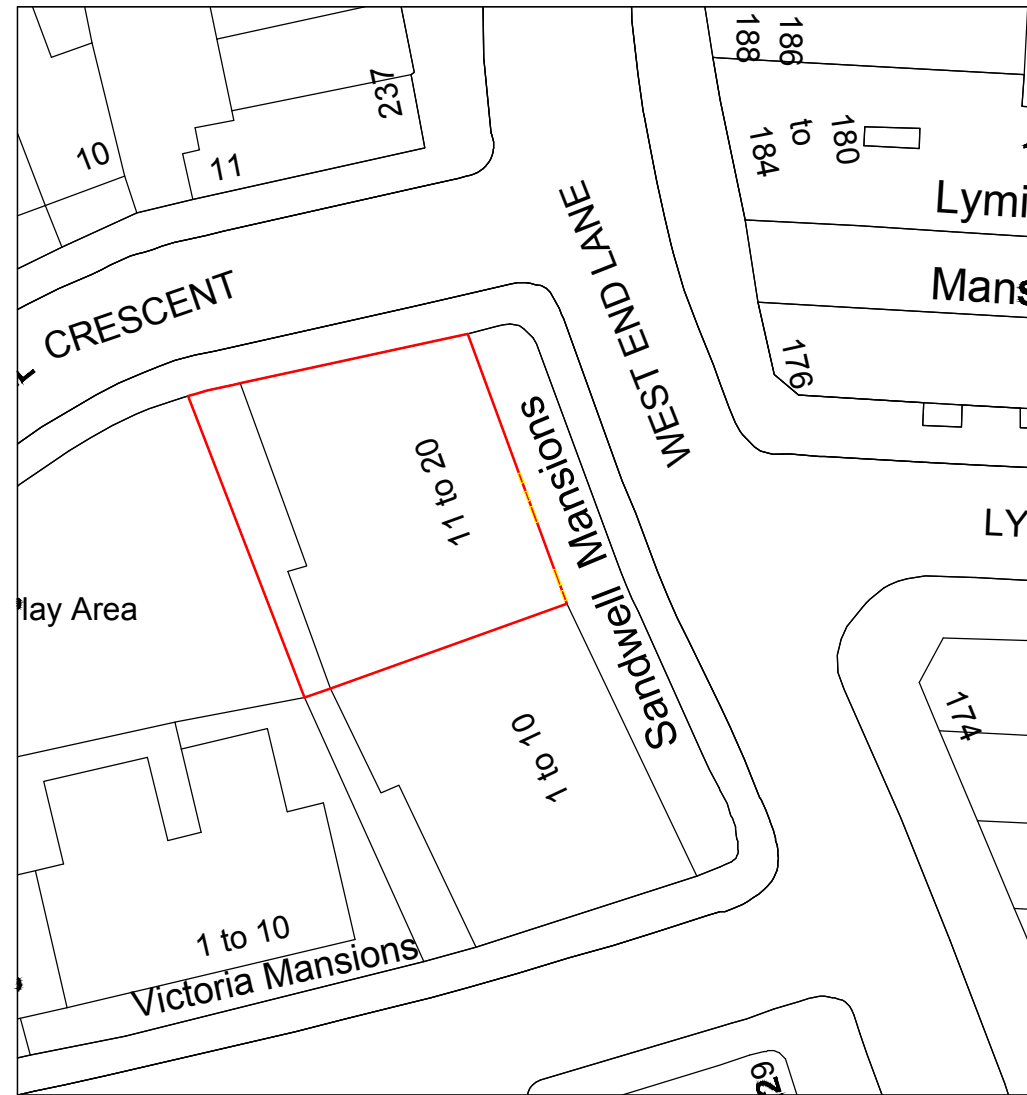 188
186
237
184
to
180
10
11
Lymi
WEST END LANE
CRESCENT
Mans
176
Sandwell Mansions
11 to 20
LY
lay Area
174
1 to 10
1 to 10
Victoria Mansions